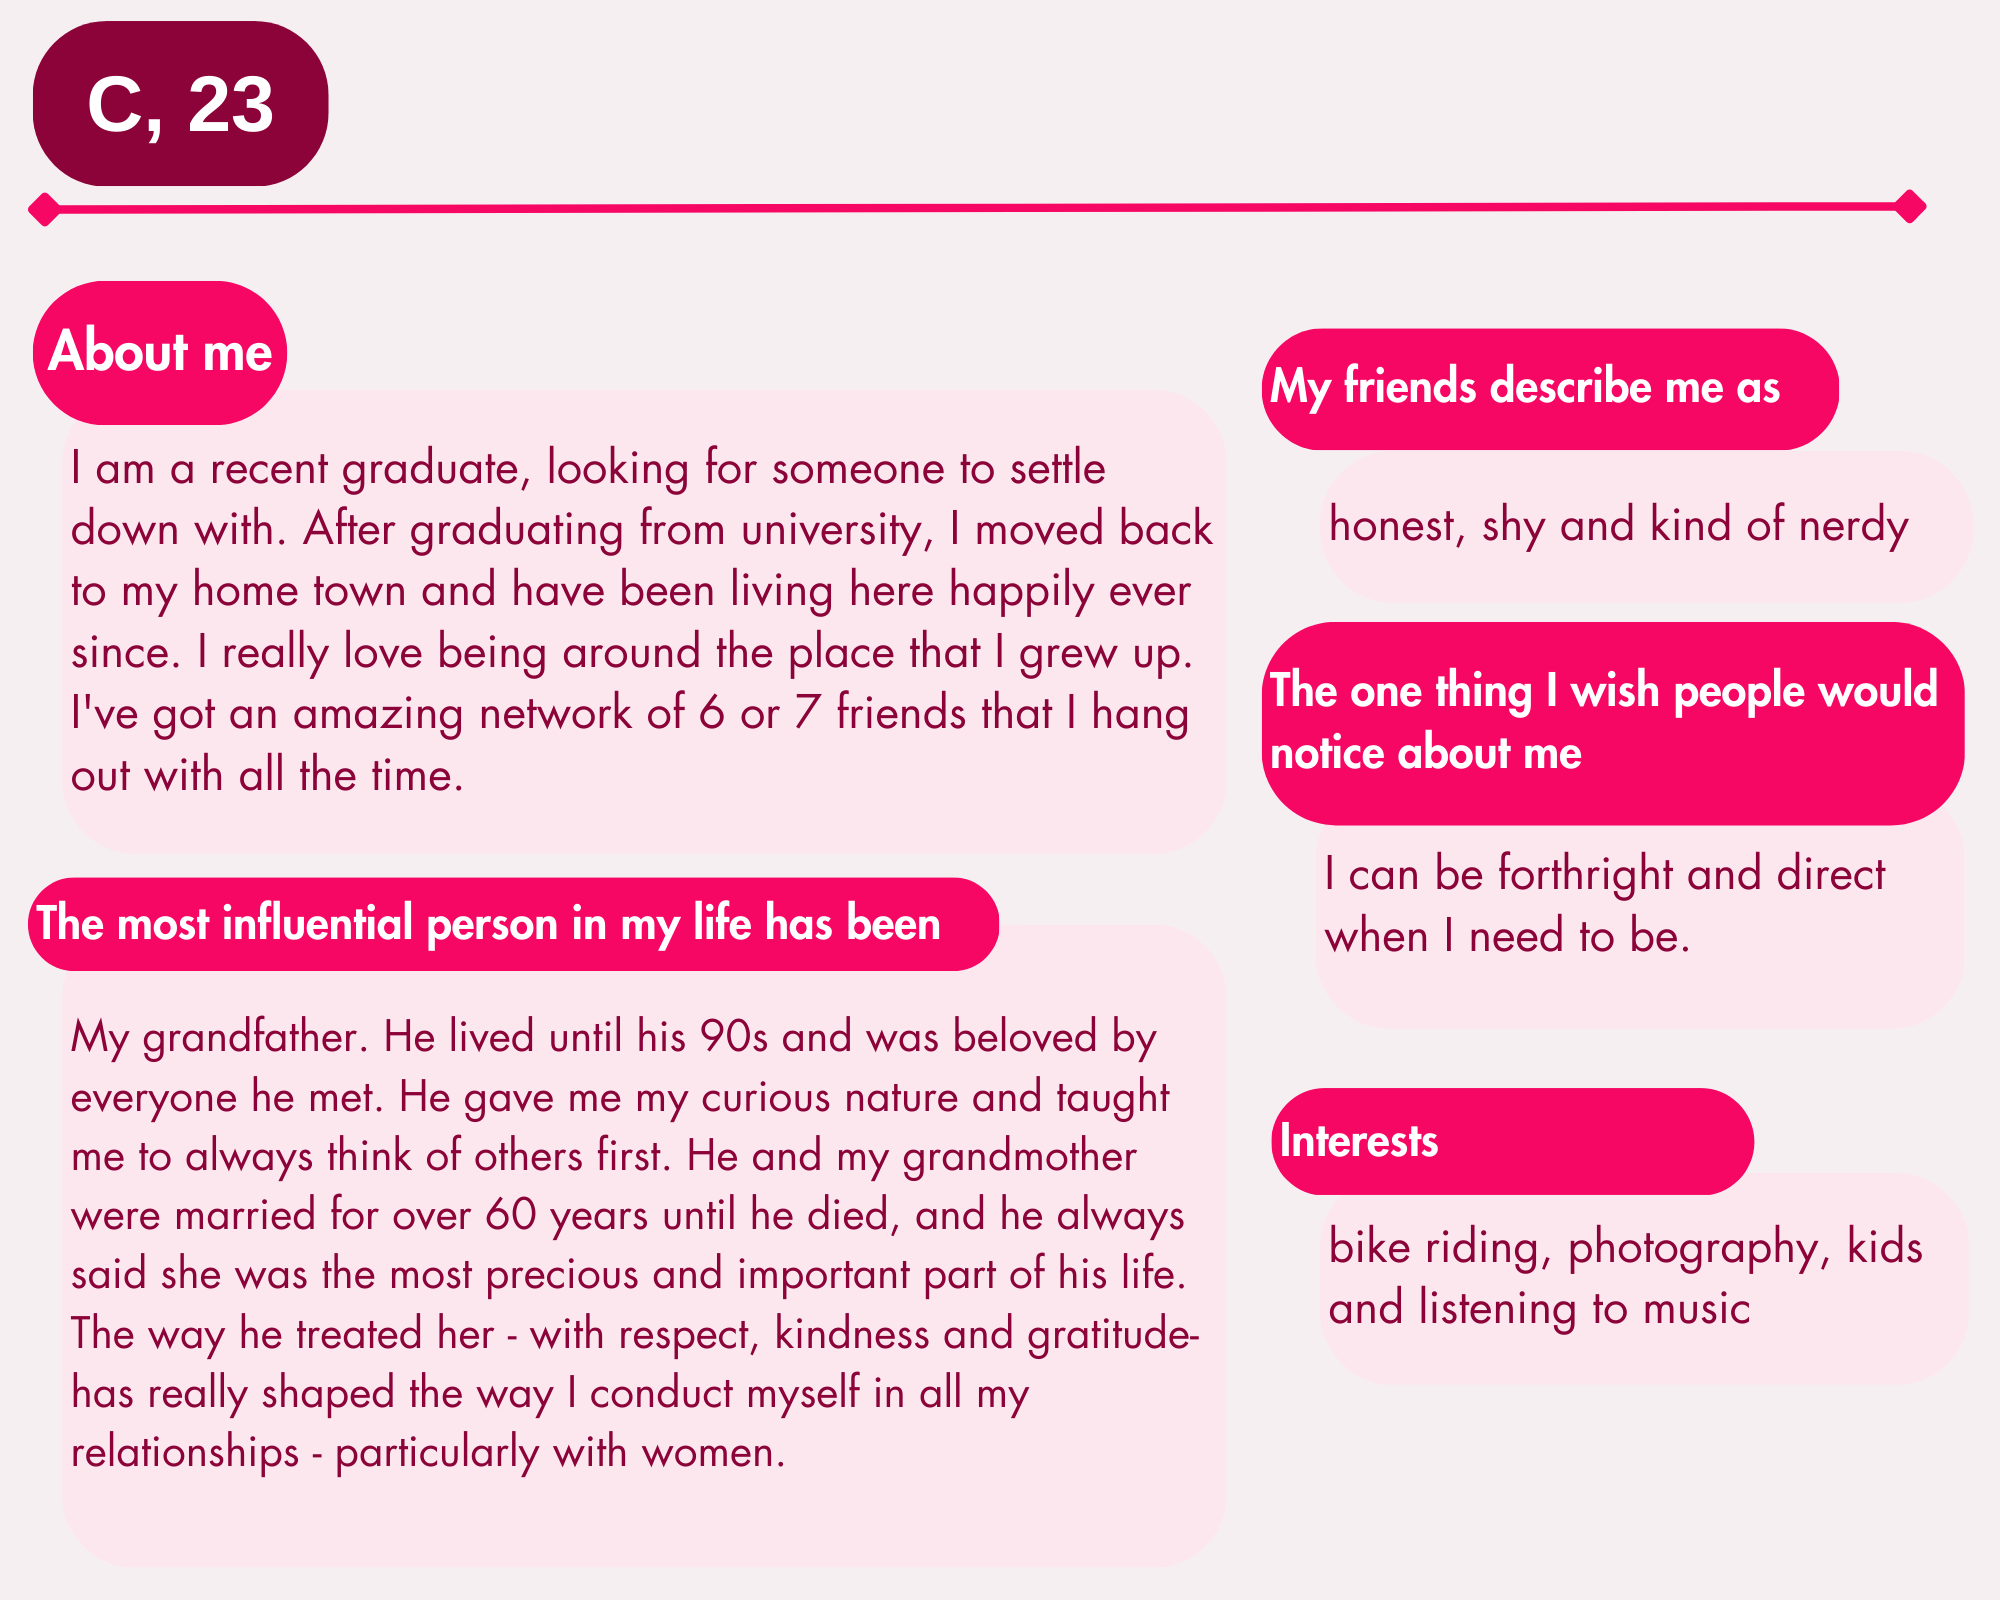 C, 23
About me
I am a recent graduate, looking for someone to settle
down with. After graduating from university, I moved back
to my home town and have been living here happily ever
since. I really love being around the place that I grew up.
I've got an amazing network of 6 or 7 friends that I hang
out with all the time.
The most influential person in my life has been
My grandfather. He lived until his 90s and was beloved by
everyone he met. He gave me my curious nature and taught
me to always think of others first. He and my grandmother
were married for over 60 years until he died, and he always
said she was the most precious and important part of his life.
The way he treated her - with respect, kindness and gratitude-
has really shaped the way I conduct myself in all my
relationships - particularly with women.
My friends describe me as
honest, shy and kind of nerdy
The one thing I wish people would
notice about me
I can be forthright and direct
when I need to be.
Interests
bike riding, photography, kids
and listening to music